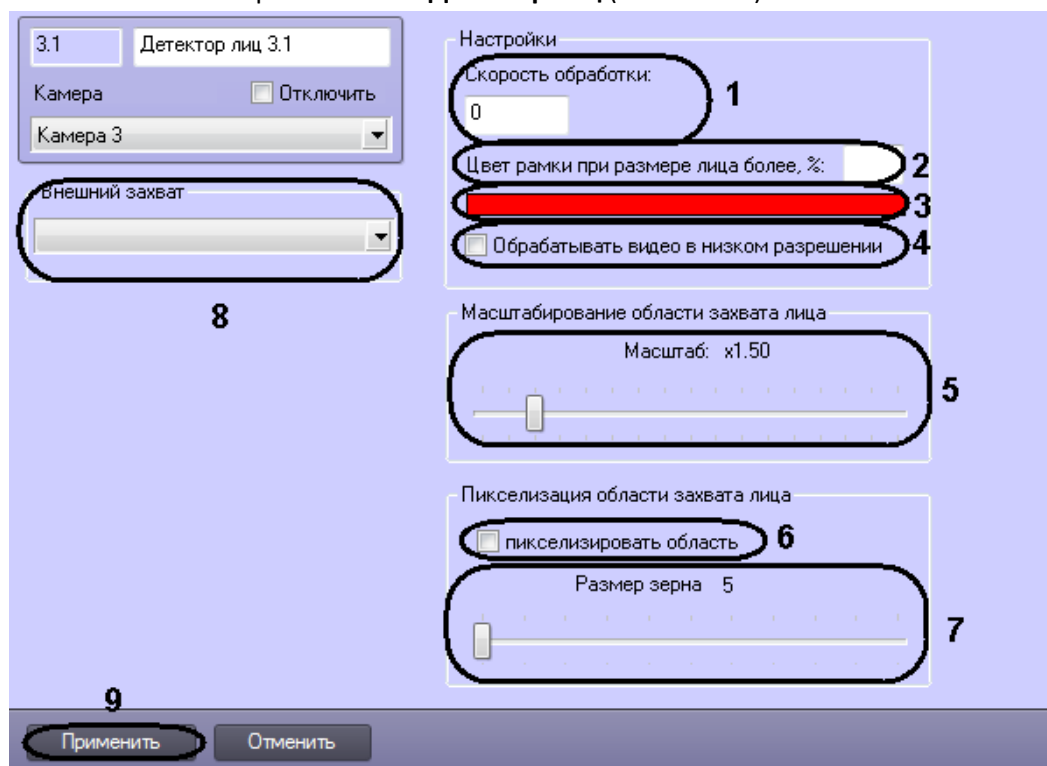 3.1
Детектор лиц 3.1
Камера
Отключить
Камера 3
Внешний захват
8
Настройки
Скорость обработки:
0
1
Цвет рамки при размере лица более, %:
2
3
Обрабатывать видео в низком разрешении
4
Масштабирование области захвата лица
Масштаб: x1.50
5
Пикселизация области захвата лица
пикселизировать область
6
Размер зерна 5
7
9
Применить
Отменить